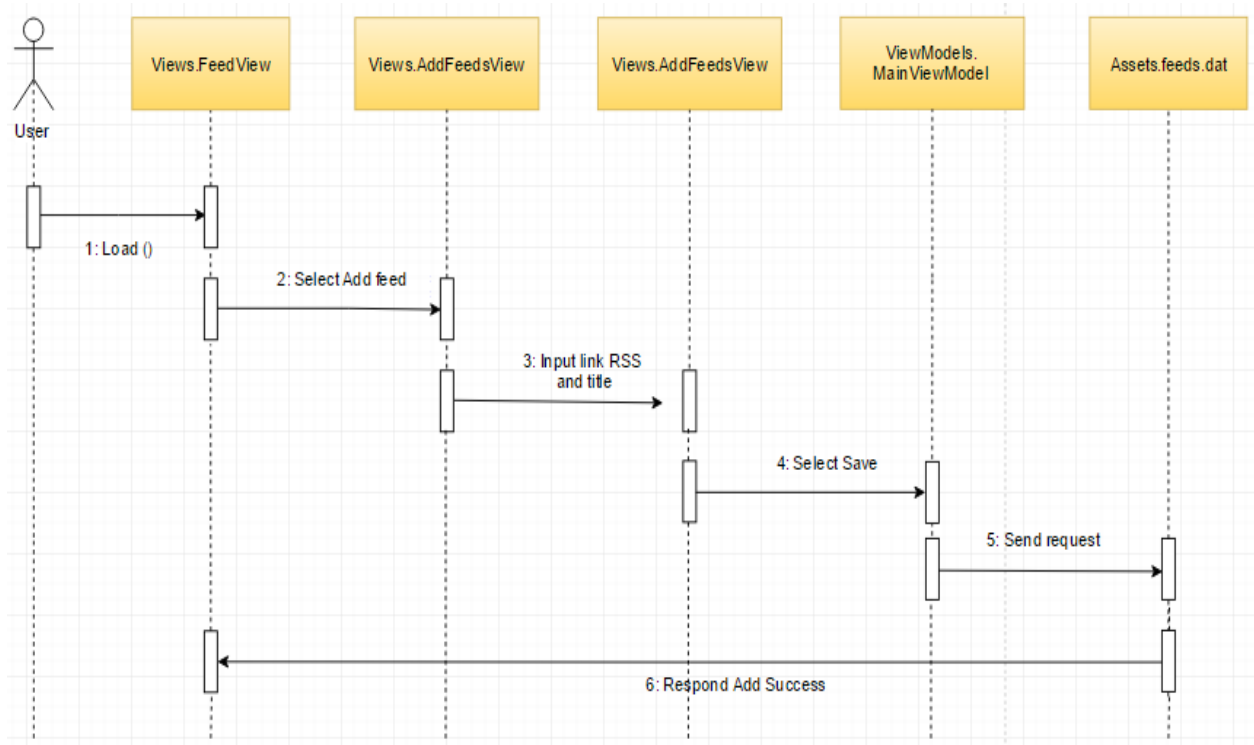 Views.FeedView
Views.AddFeedsView
Views.AddFeedsView
ViewModels.
MainViewModel
Assets.feeds.dat
User
1: Load ()
2: Select Add feed
3: Input link RSS
and title
4: Select Save
5: Send request
6: Respond Add Success